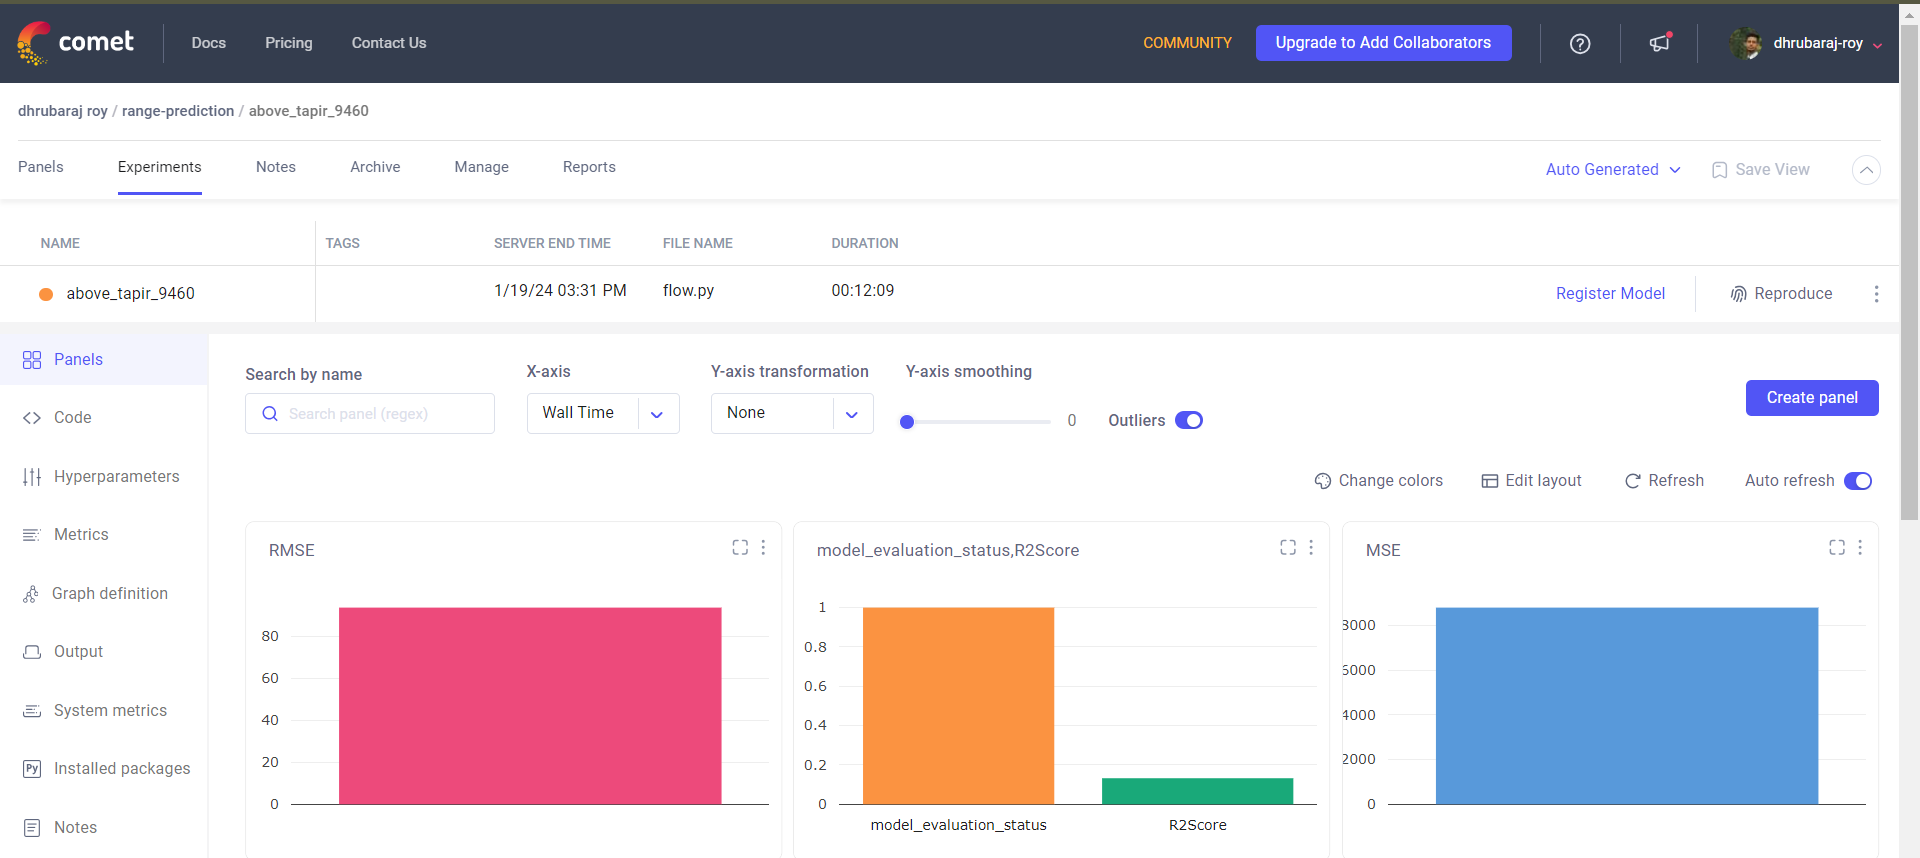 comet
Docs
Pricing
Contact Us
COMMUNITY
Upgrade to Add Collaborators
dhrubaraj-roy
dhrubaraj roy / range-prediction / above_tapir_9460
Panels
Experiments
Notes
Archive
Manage
Reports
Auto Generated
Save View
NAME
TAGS
SERVER END TIME
FILE NAME
DURATION
above_tapir_9460
1/19/24 03:31 PM
flow.py
00:12:09
Register Model
Reproduce
Panels
Code
Hyperparameters
Metrics
Graph definition
Output
System metrics
Py
Installed packages
Notes
Search by name
Search panel (regex)
X-axis
Wall Time
Y-axis transformation
None
Y-axis smoothing
0
Outliers
Create panel
Change colors
Edit layout
Refresh
Auto refresh
RMSE
80
60
40
20
0
model_evaluation_status,R2Score
1
0.8
0.6
0.4
0.2
0
model_evaluation_status
R2Score
MSE
8000
6000
4000
2000
0